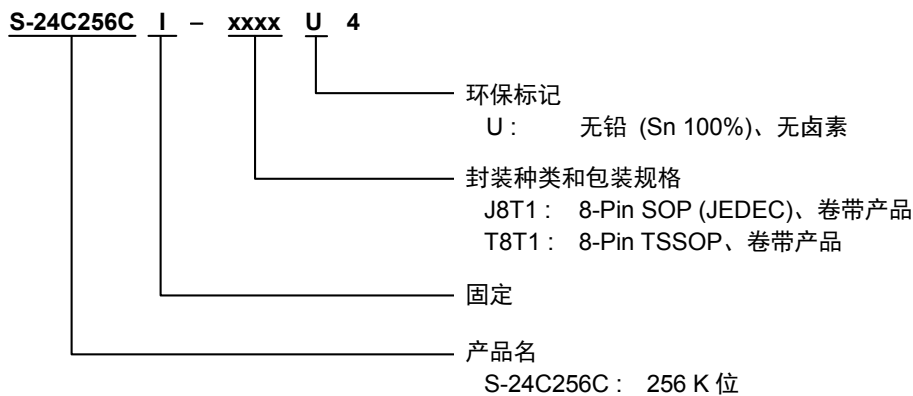 S-24C256C I – xxxx U 4
环保标记
U : 无铅 (Sn 100%)、无卤素
封装种类和包装规格
J8T1 : 8-Pin SOP (JEDEC)、卷带产品
T8T1 : 8-Pin TSSOP、卷带产品
固定
产品名
S-24C256C : 256 K 位